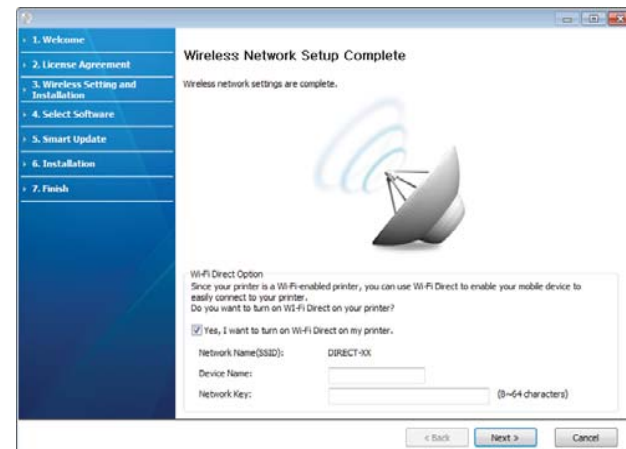 1. Welcome
2. License Agreement
3. Wireless Setting and
Installation
4. Select Software
5. Smart Update
6. Installation
7. Finish
Wireless Network Setup Complete
Wireless network settings are complete.
Wi-Fi Direct Option
Since your printer is a Wi-Fi-enabled printer, you can use Wi-Fi Direct to enable your mobile device to
easily connect to your printer.
Do you want to turn on WI-Fi Direct on your printer?
Yes, I want to turn on Wi-Fi Direct on my printer.
Network Name(SSID): DIRECT-XX
Device Name:
Network Key: (8~64 characters)
< Back Next > Cancel